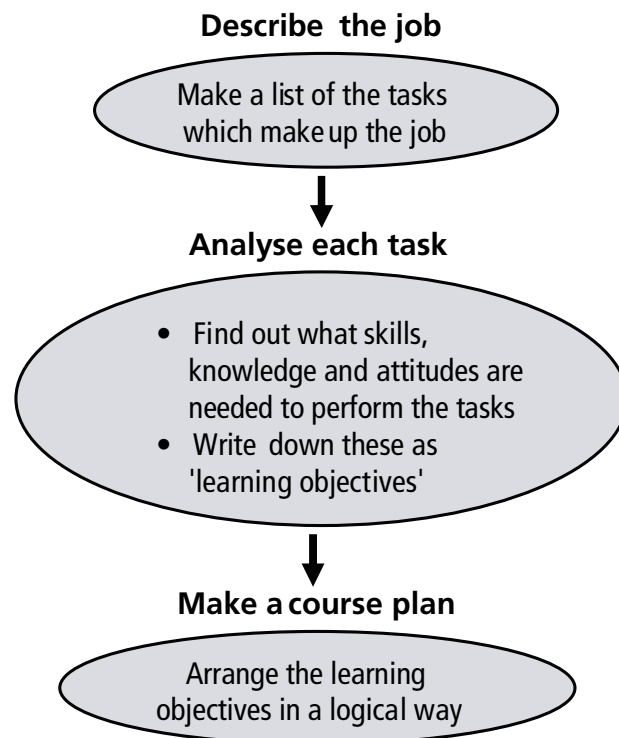 Describe the job
Make a list of the tasks
which make up the job
Analyse each task
• Find out what skills,
knowledge and attitudes are
needed to perform the tasks
• Write down these as
'learning objectives'
Make a course plan
Arrange the learning
objectives in a logical way